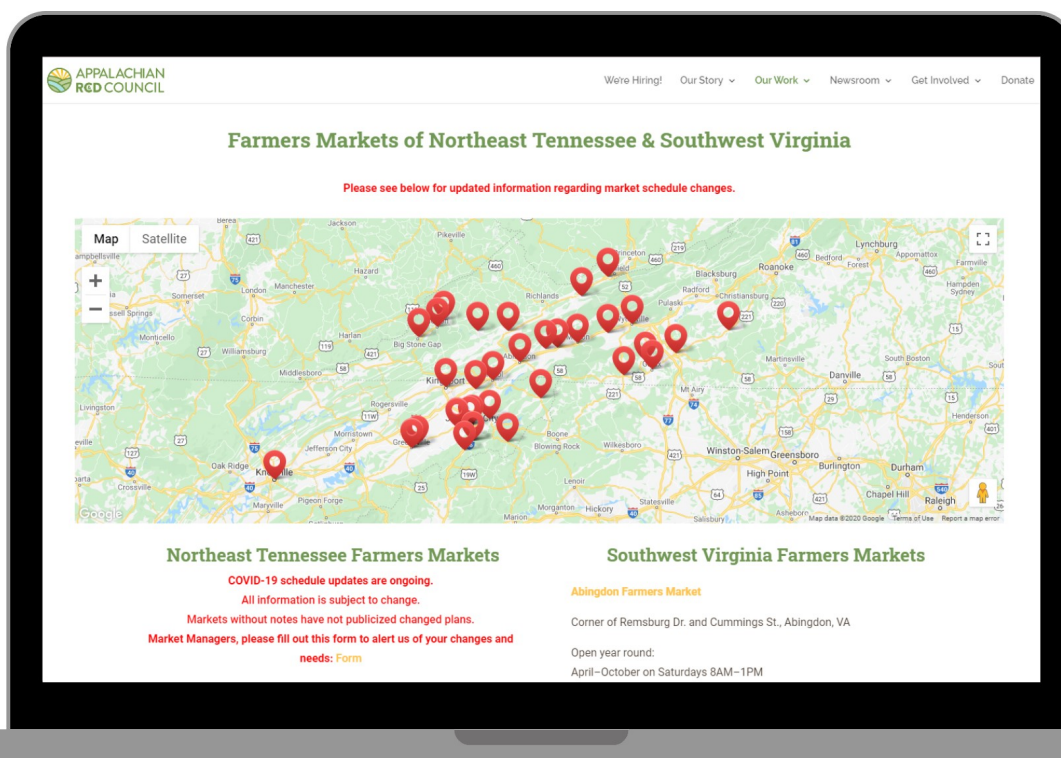 APPALACHIAN
RC&D COUNCIL
We're Hiring! Our Story Our Work Newsroom Get Involved Donate
Farmers Markets of Northeast Tennessee & Southwest Virginia
Please see below for updated information regarding market schedule changes.
Map Satellite
Berea
Jackson
Pikeville
Lynchburg
Roanoke
Bedford
Forest
Appomattox
Farmville
Blacksburg
Hazard
London
Manchester
Somerset
Richlands
Radford
Christiansburg
Pulaski
Hampden
Sydney
Corbin
Monticello
Harlan
Big Stone Gap
Williamsburg
Middlesboro
Martinsville
South Boston
Danville
Mt Airy
Livingston
Rogersville
Henderson
Morristown
Jefferson City
Boone
Blowing Rock
Wilkesboro
Winston-Salem
Greensboro
Burlington
Durham
High Point
Chapel Hill
Raleigh
Oak Ridge
Crossville
Maryville
Pigeon Forge
Lenoir
Morganton
Hickory
Statesville
Marion
Salisbury
Asheboro
Google
Map data ©2020 Google Terms of Use Report a map error
Northeast Tennessee Farmers Markets
COVID-19 schedule updates are ongoing.
All information is subject to change.
Markets without notes have not publicized changed plans.
Market Managers, please fill out this form to alert us of your changes and
needs: Form
Southwest Virginia Farmers Markets
Abingdon Farmers Market
Corner of Remsburg Dr. and Cummings St., Abingdon, VA
Open year round:
April–October on Saturdays 8AM–1PM